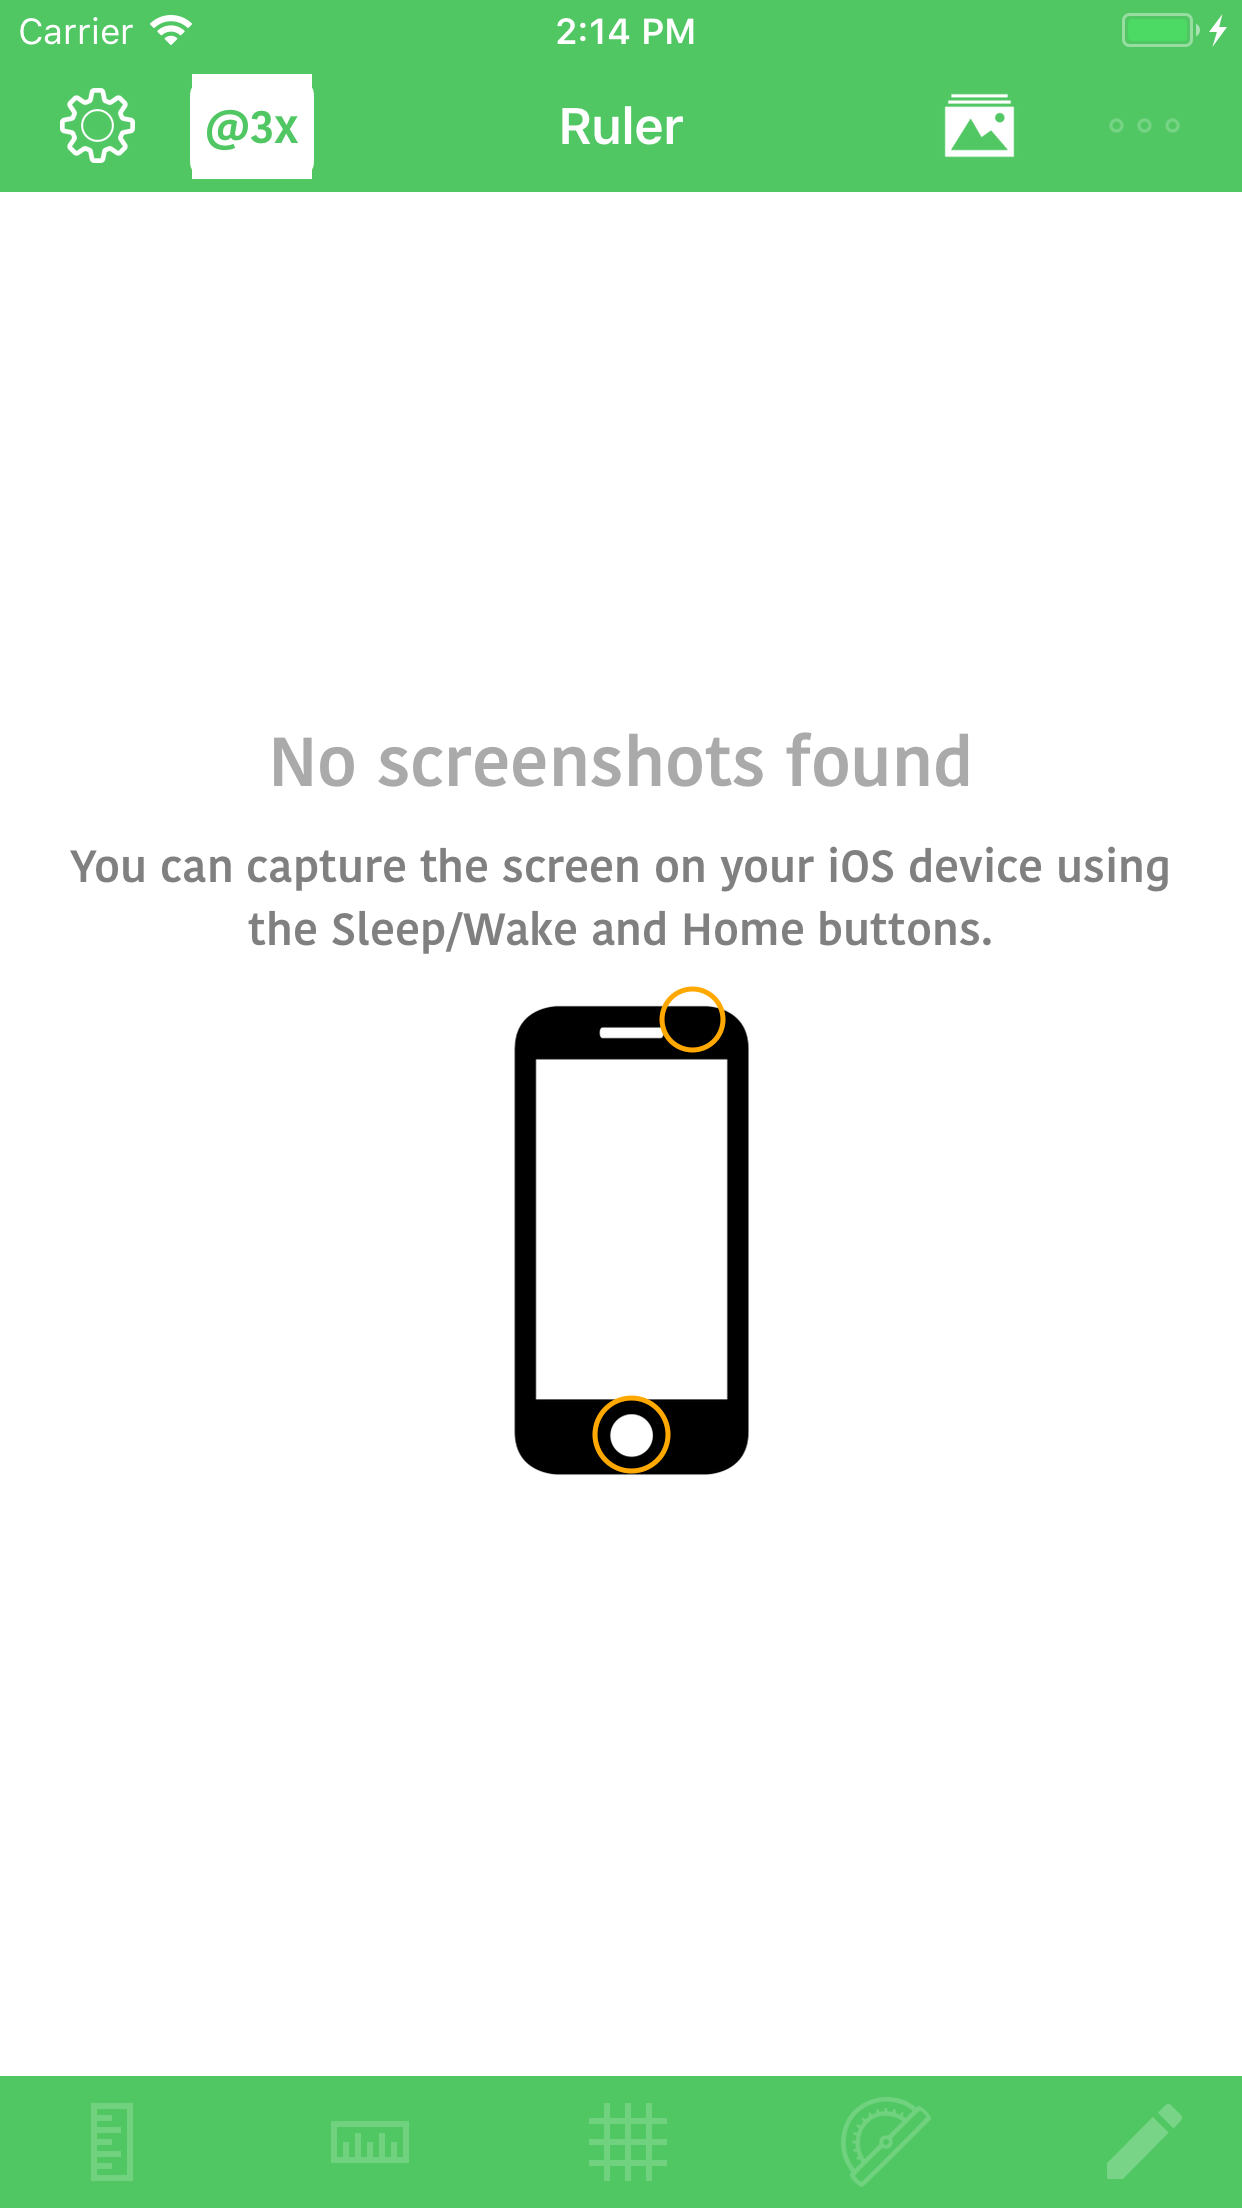 Carrier
2:14 PM
@3x
Ruler
No screenshots found
You can capture the screen on your iOS device using
the Sleep/Wake and Home buttons.